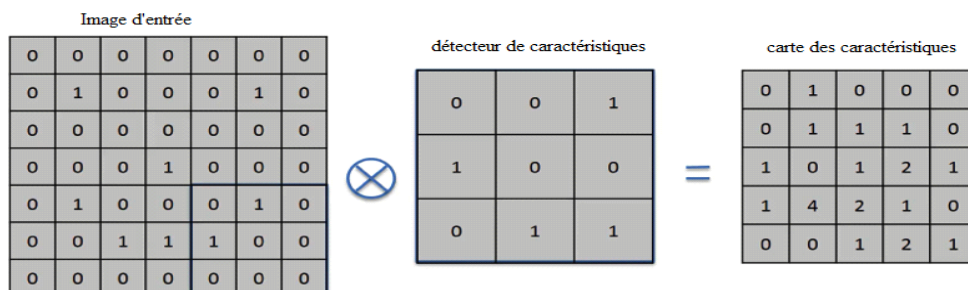 Image d'entrée
0 0 0 0 0 0 0
0 1 0 0 0 1 0
0 0 0 0 0 0 0
0 0 0 1 0 0 0
0 1 0 0 0 1 0
0 0 1 1 1 0 0
0 0 0 0 0 0 0
détecteur de caractéristiques
0 0 1
1 0 0
0 1 1
=
carte des caractéristiques
0 1 0 0 0
0 1 1 1 0
1 0 1 2 1
1 4 2 1 0
0 0 1 2 1